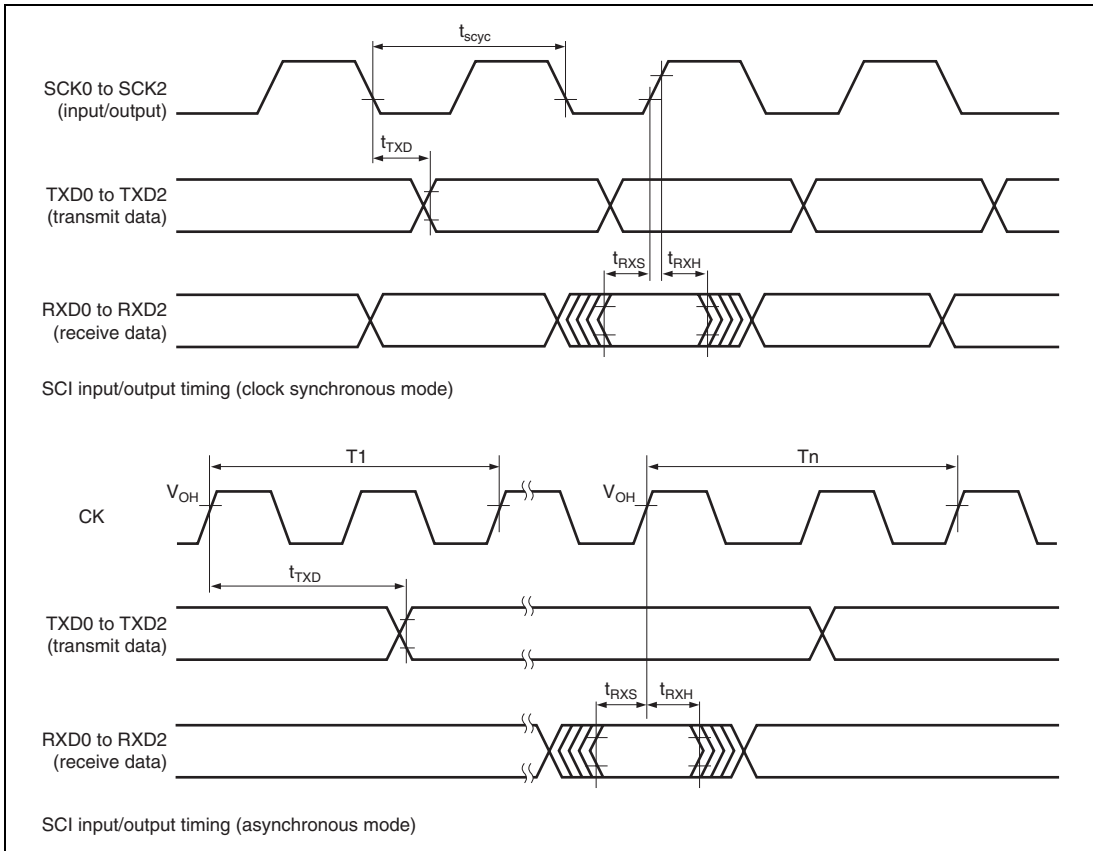 tscyc
SCK0 to SCK2
(input/output)
tTXD
TXD0 to TXD2
(transmit data)
tRXS
tRXH
RXD0 to RXD2
(receive data)
SCI input/output timing (clock synchronous mode)
T1
Tn
VOH
VOH
CK
tTXD
TXD0 to TXD2
(transmit data)
tRXS
tRXH
RXD0 to RXD2
(receive data)
SCI input/output timing (asynchronous mode)